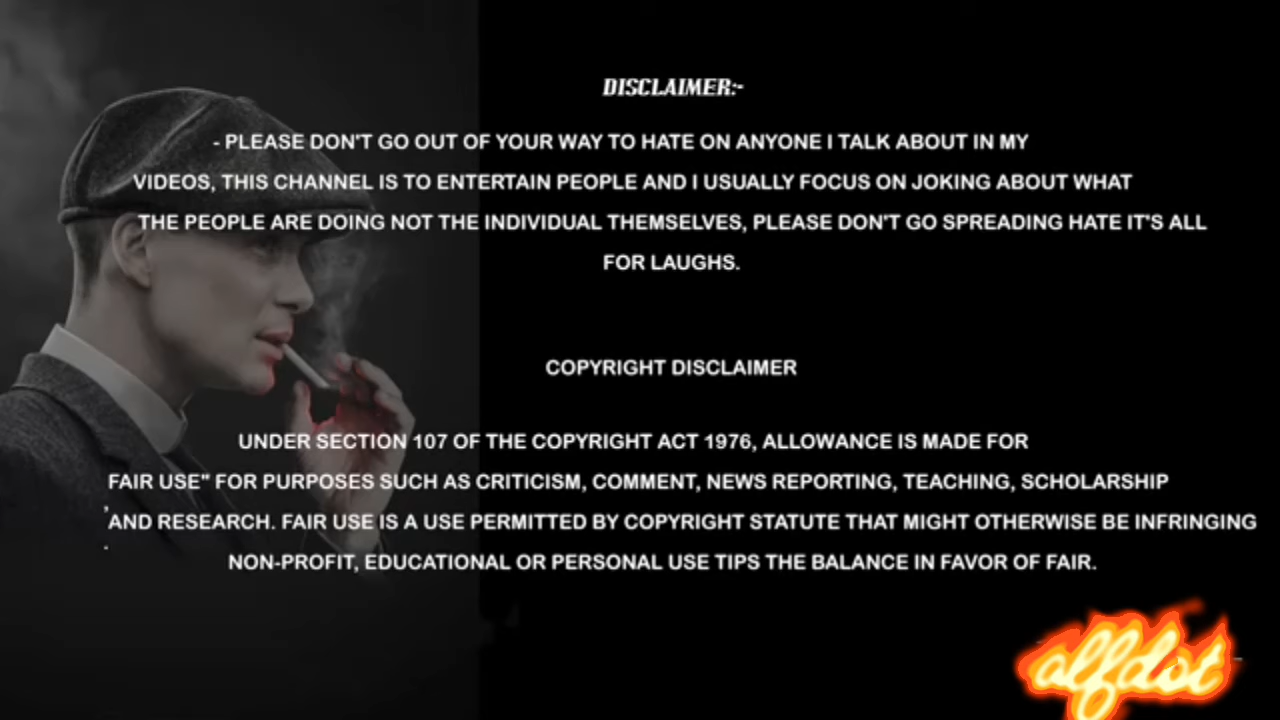 DISCLAIMER:-
- PLEASE DON'T GO OUT OF YOUR WAY TO HATE ON ANYONE I TALK ABOUT IN MY
VIDEOS, THIS CHANNEL IS TO ENTERTAIN PEOPLE AND I USUALLY FOCUS ON JOKING ABOUT WHAT
THE PEOPLE ARE DOING NOT THE INDIVIDUAL THEMSELVES, PLEASE DON'T GO SPREADING HATE IT'S ALL
FOR LAUGHS.
COPYRIGHT DISCLAIMER
UNDER SECTION 107 OF THE COPYRIGHT ACT 1976, ALLOWANCE IS MADE FOR
FAIR USE" FOR PURPOSES SUCH AS CRITICISM, COMMENT, NEWS REPORTING, TEACHING, SCHOLARSHIP
,AND RESEARCH. FAIR USE IS A USE PERMITTED BY COPYRIGHT STATUTE THAT MIGHT OTHERWISE BE INFRINGING
. NON-PROFIT, EDUCATIONAL OR PERSONAL USE TIPS THE BALANCE IN FAVOR OF FAIR.
alfdot